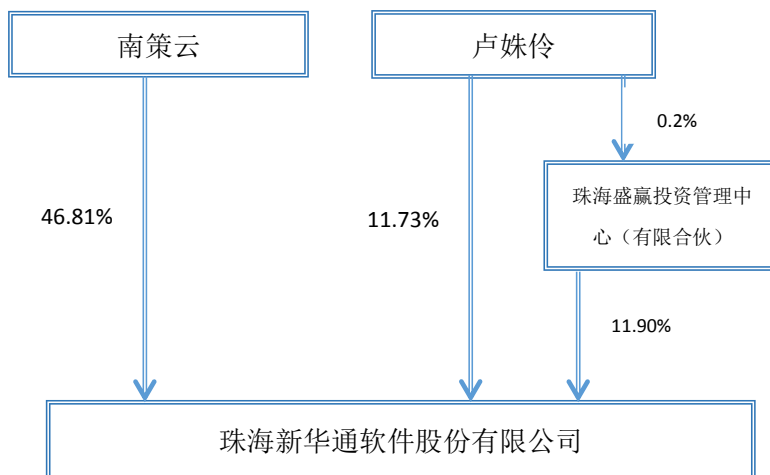 南策云
卢姝伶
0.2%
珠海盛赢投资管理中
心（有限合伙）
46.81%
11.73%
11.90%
珠海新华通软件股份有限公司